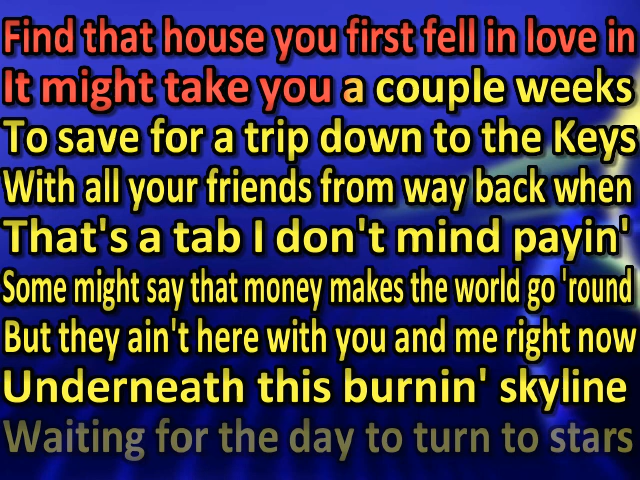 Find that house you first fell in love in
It might take you a couple weeks
To save for a trip down to the Keys
With all your friends from way back when
That's a tab I don't mind payin'
Some might say that money makes the world go 'round
But they ain't here with you and me right now
Underneath this burnin' skyline
Waiting for the day to turn to stars